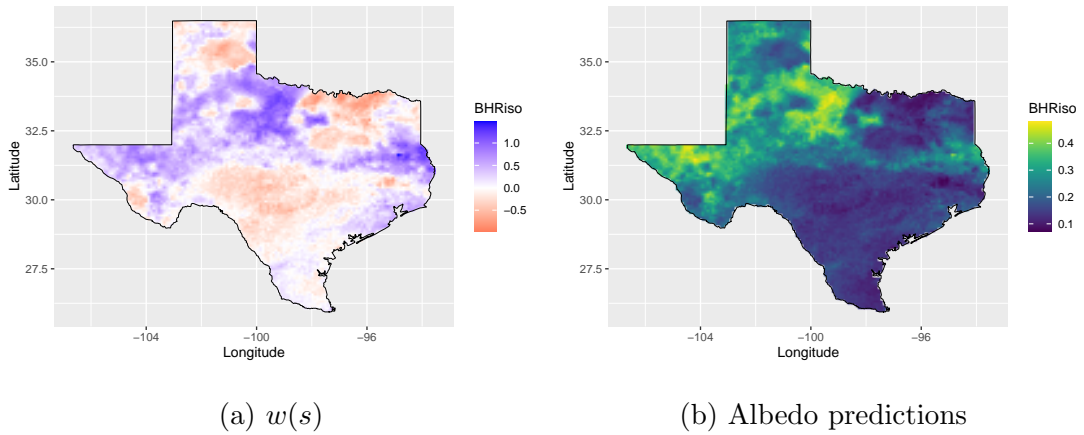 35.0
32.5
30.0
27.5
Latitude
−104
−100
−96
Longitude
BHRiso
1.0
0.5
0.0
−0.5
(a) w(s)
35.0
32.5
30.0
27.5
Latitude
−104
−100
−96
Longitude
BHRiso
0.4
0.3
0.2
0.1
(b) Albedo predictions